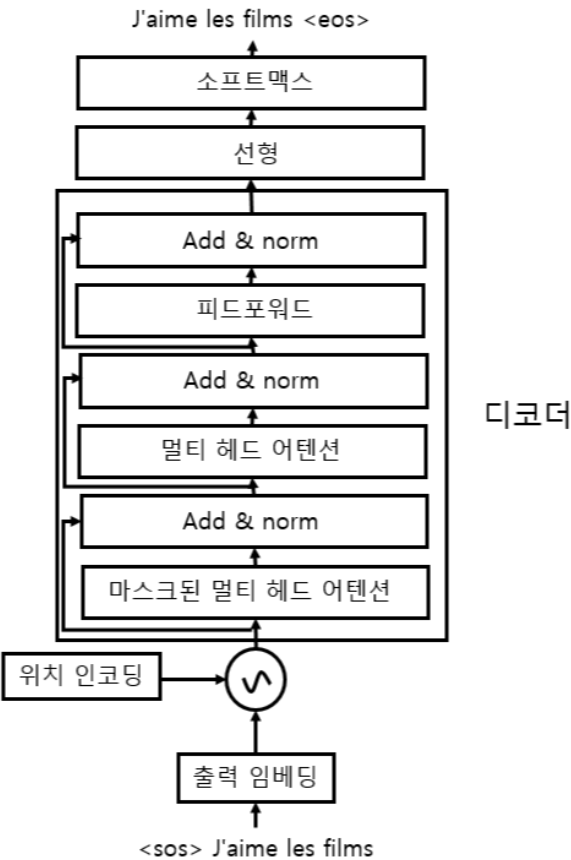 J'aime les films <eos>
소프트맥스
선형
Add & norm
피드포워드
Add & norm
디코더
멀티 헤드 어텐션
Add & norm
마스크된 멀티 헤드 어텐션
위치 인코딩
출력 임베딩
<sos> J'aime les films